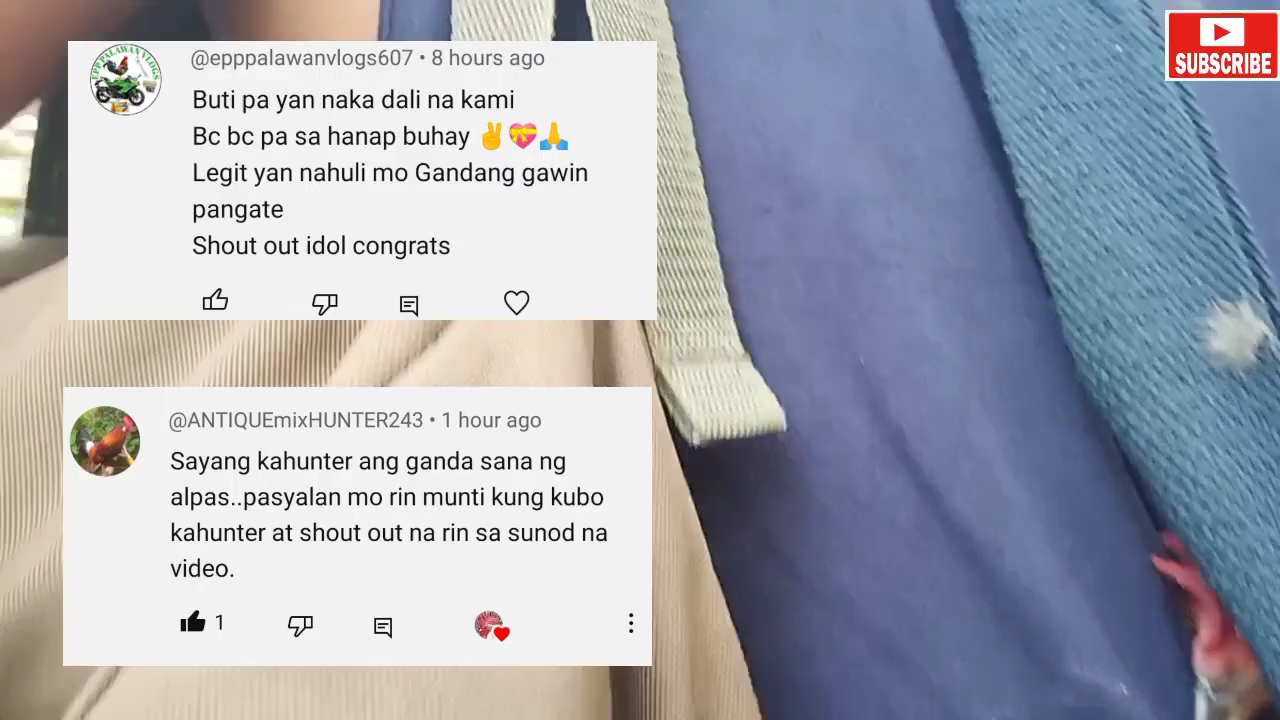 SUBSCRIBE
EPPPALAWAN VLOGS
@epppalawanvlogs607 • 8 hours ago
Buti pa yan naka dali na kami
Bc bc pa sa hanap buhay ✌️💝🙏
Legit yan nahuli mo Gandang gawin
pangate
Shout out idol congrats
@ANTIQUEmixHUNTER243 • 1 hour ago
Sayang kahunter ang ganda sana ng
alpas..pasyalan mo rin munti kung kubo
kahunter at shout out na rin sa sunod na
video.
1